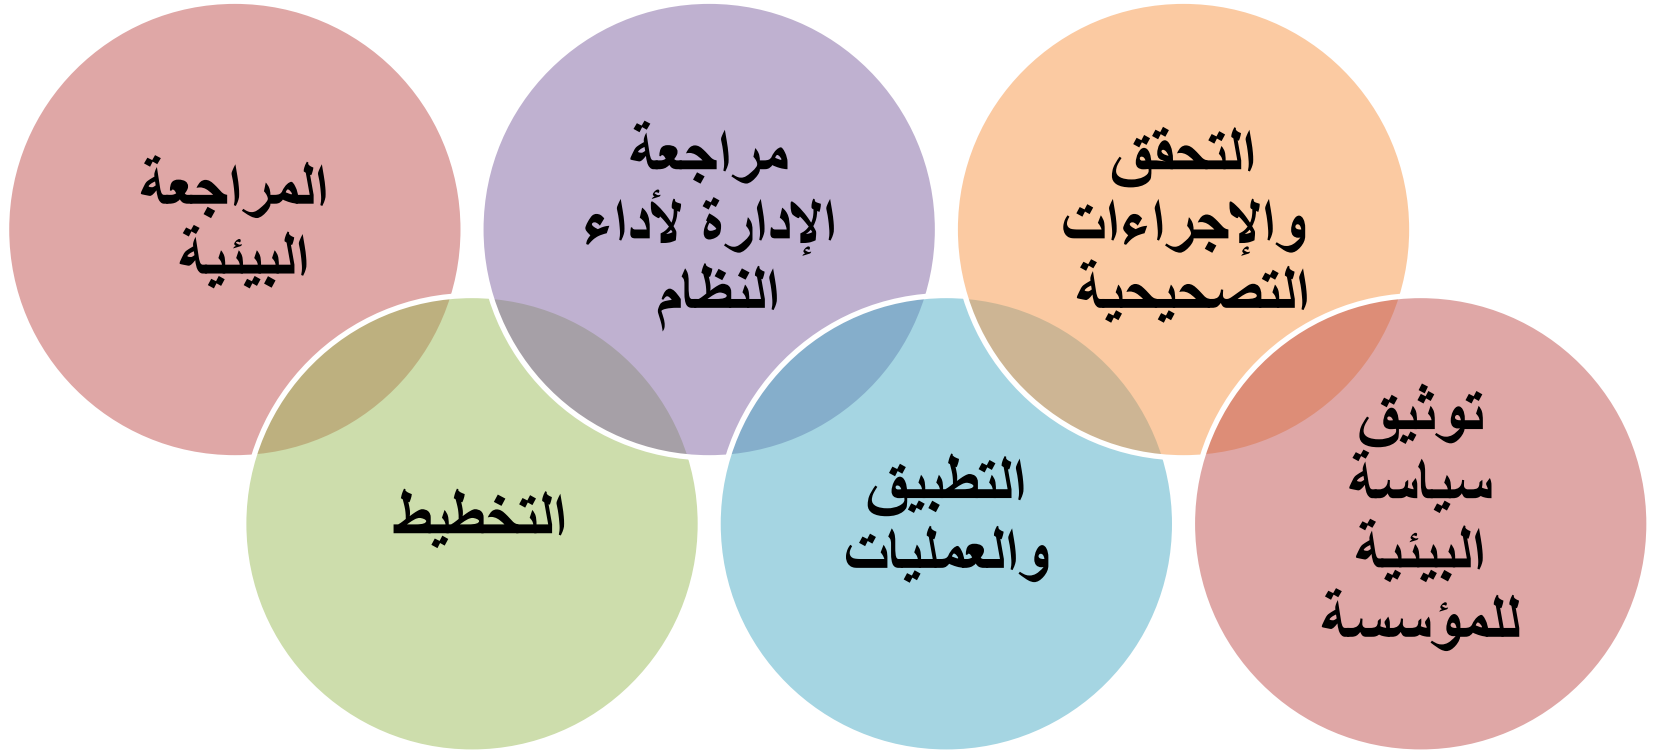 التحقق
والإجراءات
التصحيحية
مراجعة
الإدارة لأداء
النظام
المراجعة
البيئية
توثيق
سياسة
البيئية
للمؤسسة
التطبيق
والعمليات
التخطيط